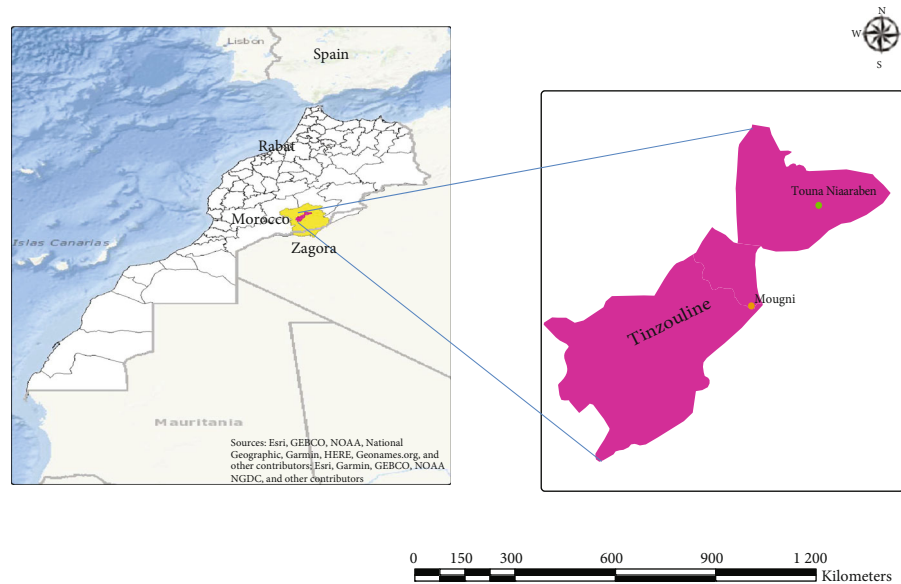 N
W
E
S
Lisbon
Spain
Rabat
Morocco
Zagora
Islas Canarias
Mauritania
Sources: Esri, GEBCO, NOAA, National
Geographic, Garmin, HERE, Geonames.org, and
other contributors; Esri, Garmin, GEBCO, NOAA
NGDC, and other contributors
Touna Niaaraben
Mougni
Tinzouline
0 150 300 600 900 1 200
Kilometers